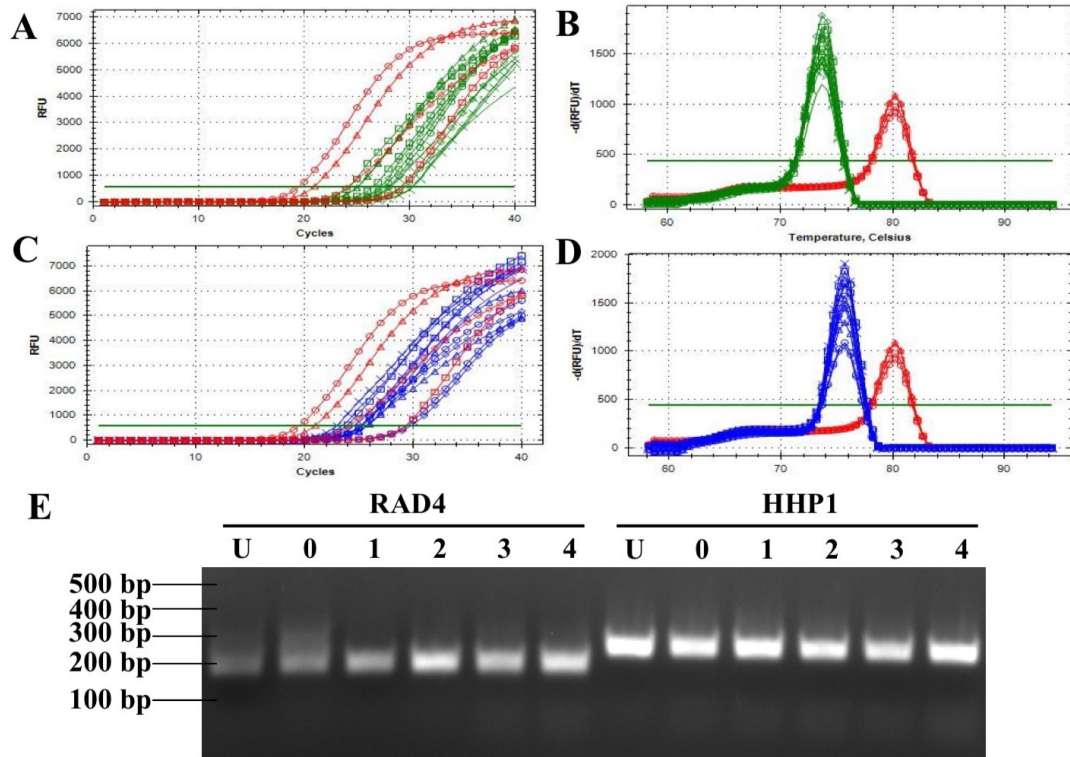 A
RFU
7000
6000
5000
4000
3000
2000
1000
0
0 10 20 30 40
Cycles
B
-d(RFU)/dT
1500
1000
500
0
60 70 80 90
Temperature, Celsius
C
RFU
7000
6000
5000
4000
3000
2000
1000
0
0 10 20 30 40
Cycles
D
-d(RFU)/dT
2000
1500
1000
500
0
60 70 80 90
E
RAD4 HHP1
U 0 1 2 3 4 U 0 1 2 3 4
500 bp
400 bp
300 bp
200 bp
100 bp